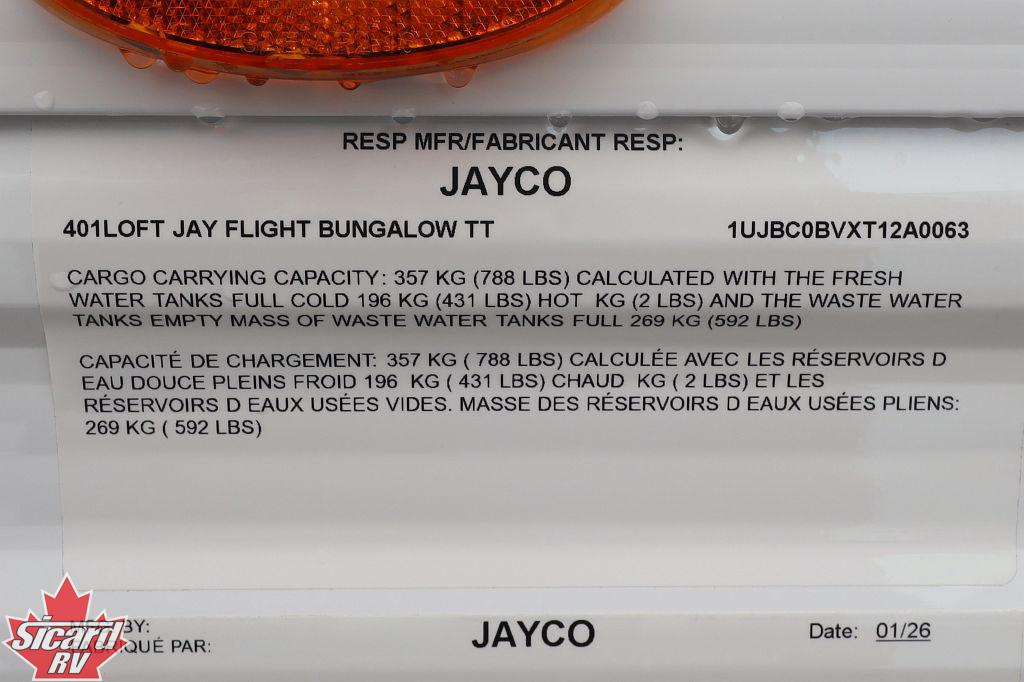 RESP MFR/FABRICANT RESP:
JAYCO
401LOFT JAY FLIGHT BUNGALOW TT 1UJBC0BVXT12A0063
CARGO CARRYING CAPACITY: 357 KG (788 LBS) CALCULATED WITH THE FRESH
WATER TANKS FULL COLD 196 KG (431 LBS) HOT KG (2 LBS) AND THE WASTE WATER
TANKS EMPTY MASS OF WASTE WATER TANKS FULL 269 KG (592 LBS)
CAPACITÉ DE CHARGEMENT: 357 KG ( 788 LBS) CALCULÉE AVEC LES RÉSERVOIRS D
EAU DOUCE PLEINS FROID 196 KG ( 431 LBS) CHAUD KG ( 2 LBS) ET LES
RÉSERVOIRS D EAUX USÉES VIDES. MASSE DES RÉSERVOIRS D EAUX USÉES PLIENS:
269 KG ( 592 LBS)
BY:
PAR:
JAYCO
Date: 01/26
Sicard
RV